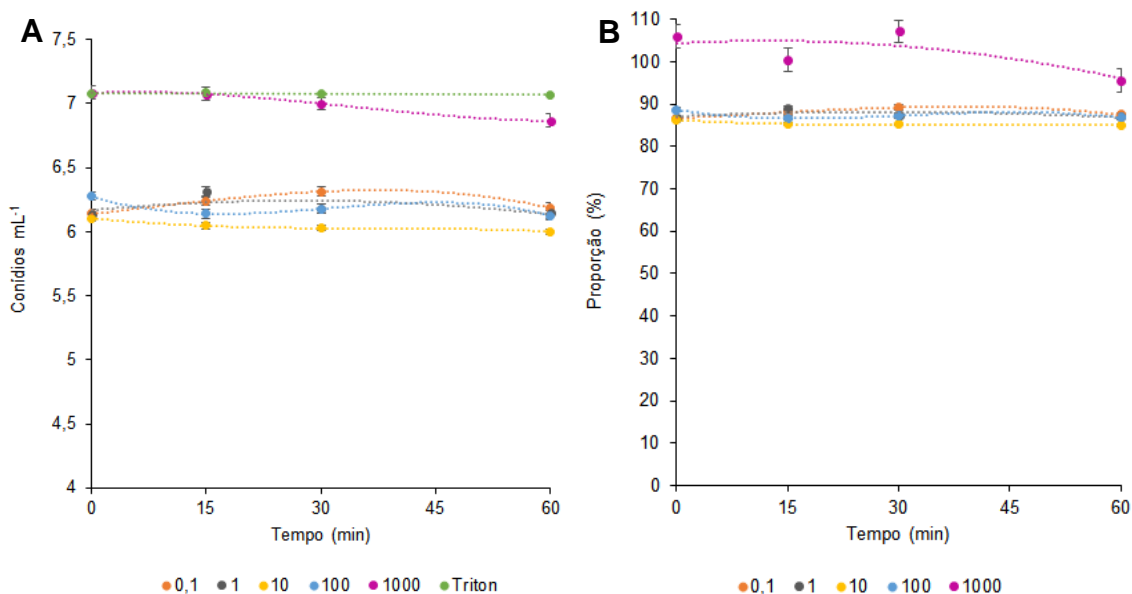 A
7,5
7
6,5
6
5,5
5
4,5
4
Conídios mL⁻¹
0 15 30 45 60
Tempo (min)
0,1 1 10 100 1000 Triton
B
110
100
90
80
70
60
50
40
30
20
10
0
Proporção (%)
0 15 30 45 60
Tempo (min)
0,1 1 10 100 1000